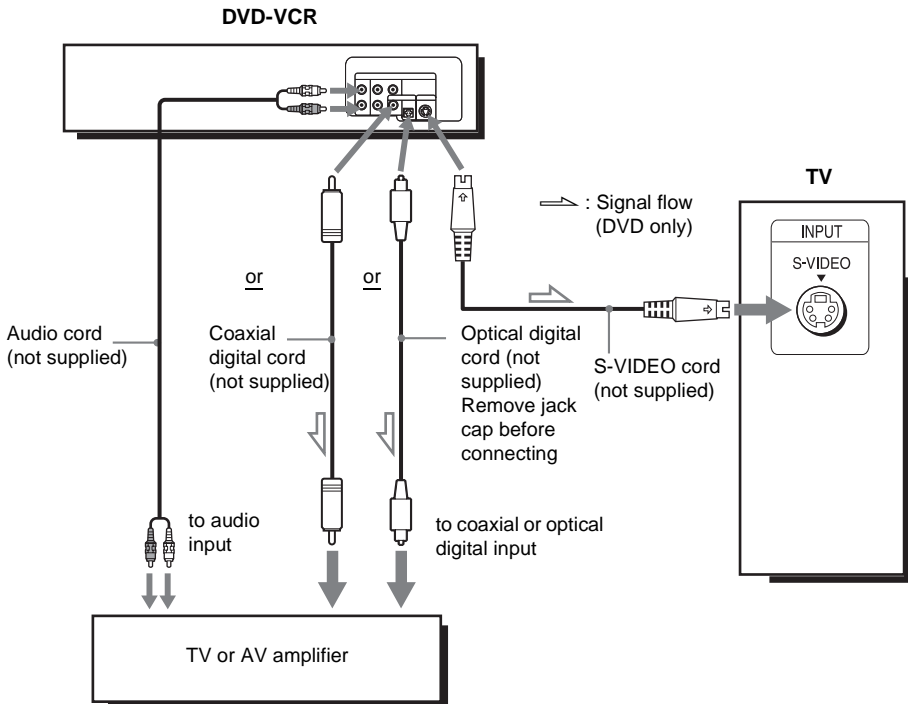 DVD-VCR
: Signal flow
(DVD only)
TV
INPUT
S-VIDEO
or
or
Audio cord
(not supplied)
Coaxial
digital cord
(not supplied)
Optical digital
cord (not
supplied)
Remove jack
cap before
connecting
S-VIDEO cord
(not supplied)
to audio
input
to coaxial or optical
digital input
TV or AV amplifier